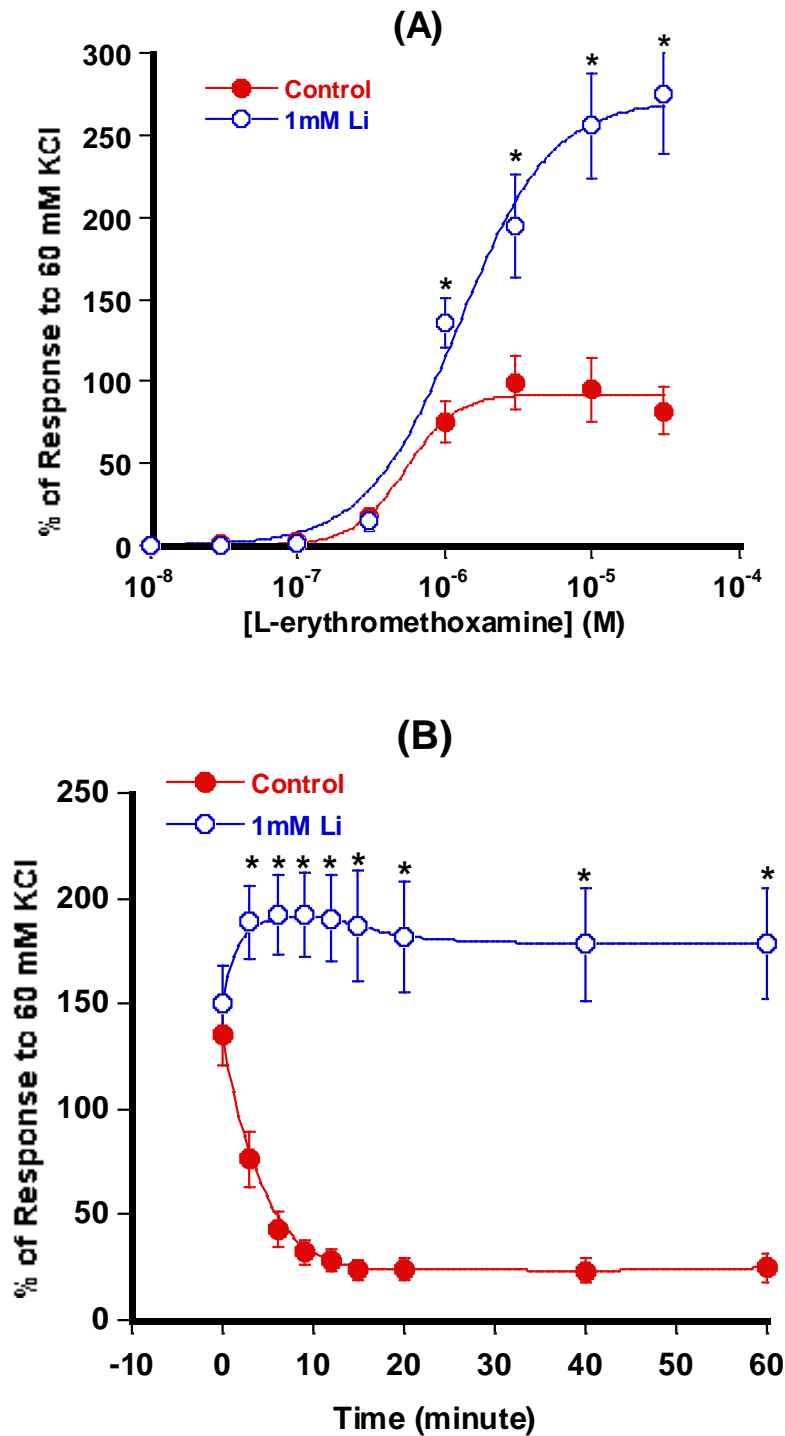 (A)
300
250
200
150
100
50
0
% of Response to 60 mM KCl
Control
1mM Li
* * * * *
10-8 10-7 10-6 10-5 10-4
[L-erythromethoxamine] (M)
(B)
250
200
150
100
50
0
% of Response to 60 mM KCl
Control
1mM Li
* * * * * * * *
-10 0 10 20 30 40 50 60
Time (minute)